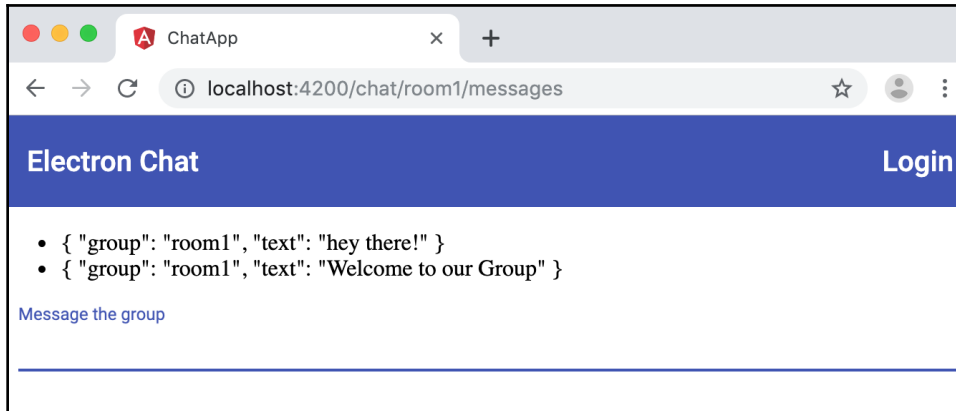 ChatApp
localhost:4200/chat/room1/messages
Electron Chat Login
{ "group": "room1", "text": "hey there!" }
{ "group": "room1", "text": "Welcome to our Group" }
Message the group